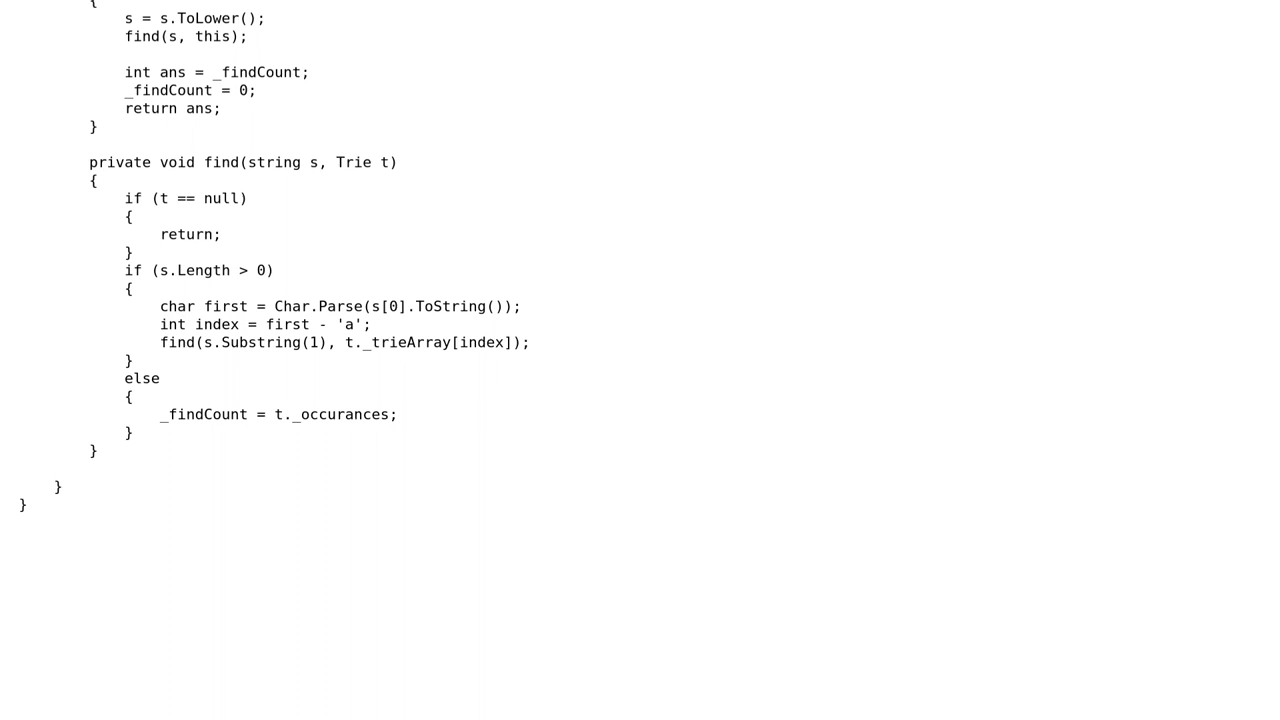 {
s = s.ToLower();
find(s, this);
int ans = _findCount;
_findCount = 0;
return ans;
}
private void find(string s, Trie t)
{
if (t == null)
{
return;
}
if (s.Length > 0)
{
char first = Char.Parse(s[0].ToString());
int index = first - 'a';
find(s.Substring(1), t._trieArray[index]);
}
else
{
_findCount = t._occurances;
}
}
}
}